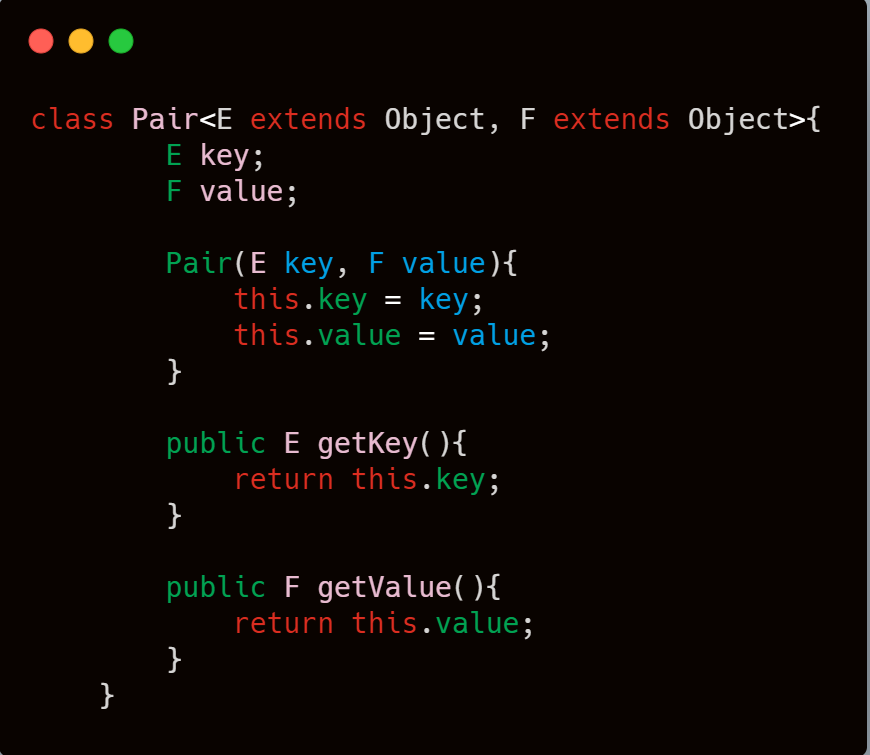 class Pair<E extends Object, F extends Object>{
        E key;
        F value;

        Pair(E key, F value){
            this.key = key;
            this.value = value;
        }

        public E getKey(){
            return this.key;
        }

        public F getValue(){
            return this.value;
        }
    }